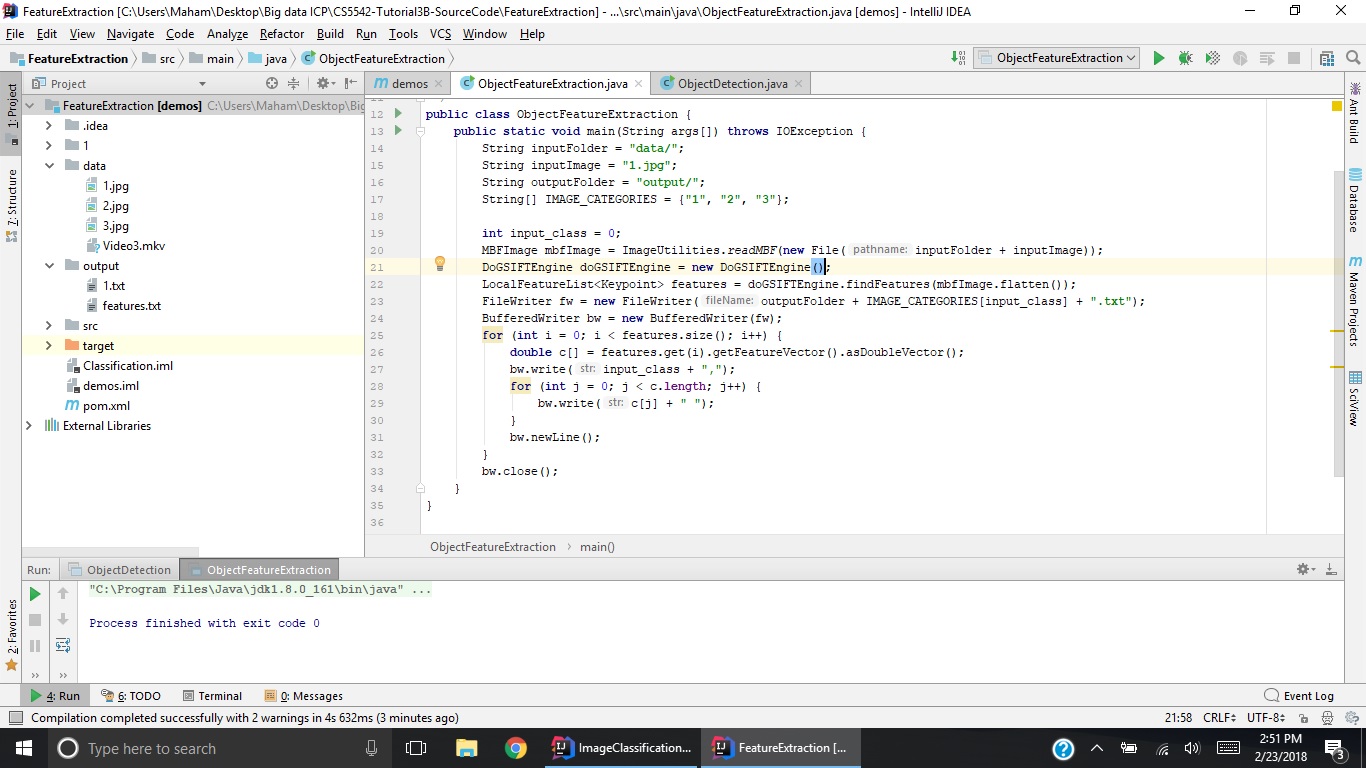 FeatureExtraction [C:\Users\Maham\Desktop\Big data ICP\CS5542-Tutorial3B-SourceCode\FeatureExtraction] - ...\src\main\java\ObjectFeatureExtraction.java [demos] - IntelliJ IDEA
File Edit View Navigate Code Analyze Refactor Build Run Tools VCS Window Help
FeatureExtraction src main java ObjectFeatureExtraction
ObjectFeatureExtraction
Project
demos
ObjectFeatureExtraction.java
ObjectDetection.java
1: Project
7: Structure
2: Favorites
FeatureExtraction [demos] C:\Users\Maham\Desktop\Big
.idea
1
data
1.jpg
2.jpg
3.jpg
Video3.mkv
output
1.txt
features.txt
src
target
Classification.iml
demos.iml
pom.xml
External Libraries
12 public class ObjectFeatureExtraction {
13 public static void main(String args[]) throws IOException {
14 String inputFolder = "data/";
15 String inputImage = "1.jpg";
16 String outputFolder = "output/";
17 String[] IMAGE_CATEGORIES = {"1", "2", "3"};
18
19 int input_class = 0;
20 MBFImage mbfImage = ImageUtilities.readMBF(new File( pathname: inputFolder + inputImage));
21 DoGSIFTEngine doGSIFTEngine = new DoGSIFTEngine();
22 LocalFeatureList<Keypoint> features = doGSIFTEngine.findFeatures(mbfImage.flatten());
23 FileWriter fw = new FileWriter( fileName: outputFolder + IMAGE_CATEGORIES[input_class] + ".txt");
24 BufferedWriter bw = new BufferedWriter(fw);
25 for (int i = 0; i < features.size(); i++) {
26 double c[] = features.get(i).getFeatureVector().asDoubleVector();
27 bw.write( str: input_class + ",");
28 for (int j = 0; j < c.length; j++) {
29 bw.write( str: c[j] + " ");
30 }
31 bw.newLine();
32 }
33 bw.close();
34 }
35 }
36
ObjectFeatureExtraction main()
Ant Build
Database
Maven Projects
SciView
Run: ObjectDetection ObjectFeatureExtraction
"C:\Program Files\Java\jdk1.8.0_161\bin\java" ...
Process finished with exit code 0
4: Run 6: TODO Terminal 0: Messages Event Log
Compilation completed successfully with 2 warnings in 4s 632ms (3 minutes ago) 21:58 CRLF UTF-8
Type here to search
ImageClassification...
FeatureExtraction [...
2:51 PM
2/23/2018
3